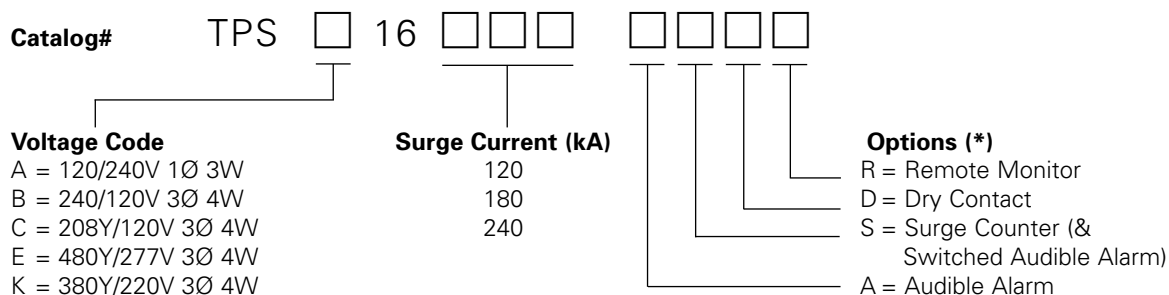 Catalog# TPS □ 16 □□□ □□□□
Voltage Code
A = 120/240V 1Ø 3W
B = 240/120V 3Ø 4W
C = 208Y/120V 3Ø 4W
E = 480Y/277V 3Ø 4W
K = 380Y/220V 3Ø 4W
Surge Current (kA)
120
180
240
Options (*)
R = Remote Monitor
D = Dry Contact
S = Surge Counter (&
Switched Audible Alarm)
A = Audible Alarm